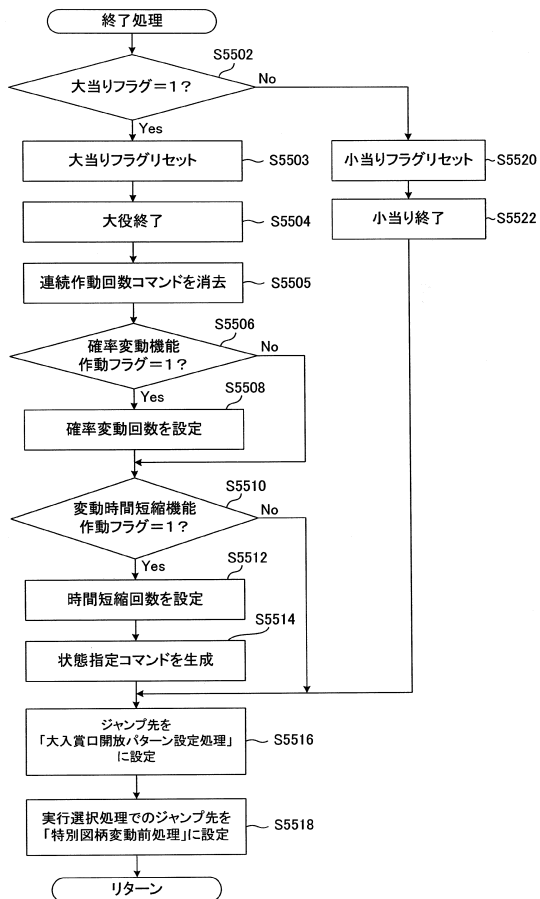 終了処理
S5502
大当りフラグ＝1？
No
Yes
大当りフラグリセット
S5503
小当りフラグリセット
S5520
大役終了
S5504
小当り終了
S5522
連続作動回数コマンドを消去
S5505
S5506
確率変動機能
作動フラグ＝1？
No
Yes
S5508
確率変動回数を設定
S5510
変動時間短縮機能
作動フラグ＝1？
No
Yes
S5512
時間短縮回数を設定
S5514
状態指定コマンドを生成
ジャンプ先を
「大入賞口開放パターン設定処理」
に設定
S5516
実行選択処理でのジャンプ先を
「特別図柄変動前処理」に設定
S5518
リターン